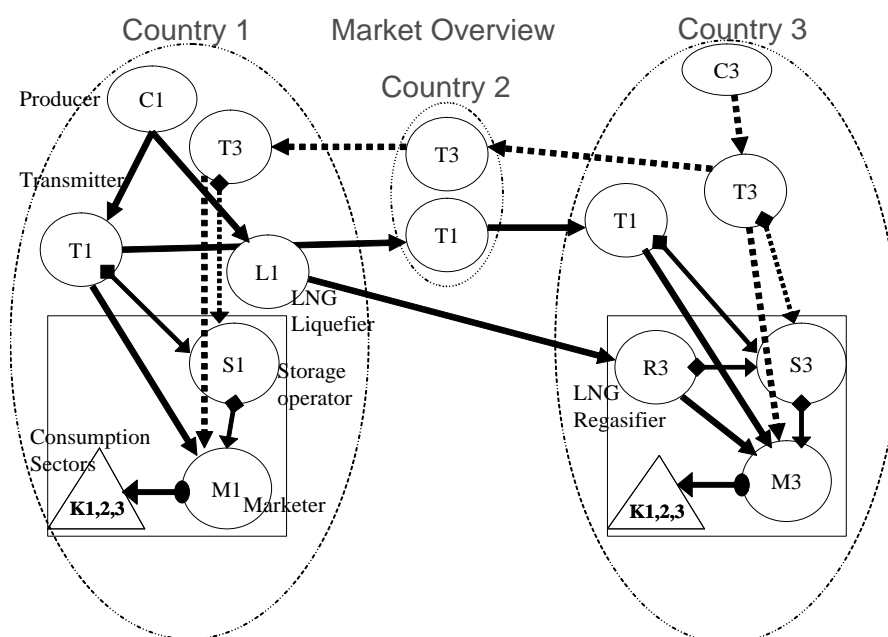 Country 1
Market Overview
Country 3
Country 2
Producer
C1
C3
T3
T3
T3
Transmitter
T1
T1
T1
L1
LNG
Liquefier
S1
Storage
operator
R3
S3
LNG
Regasifier
Consumption
Sectors
M1
Marketer
K1,2,3
M3
K1,2,3